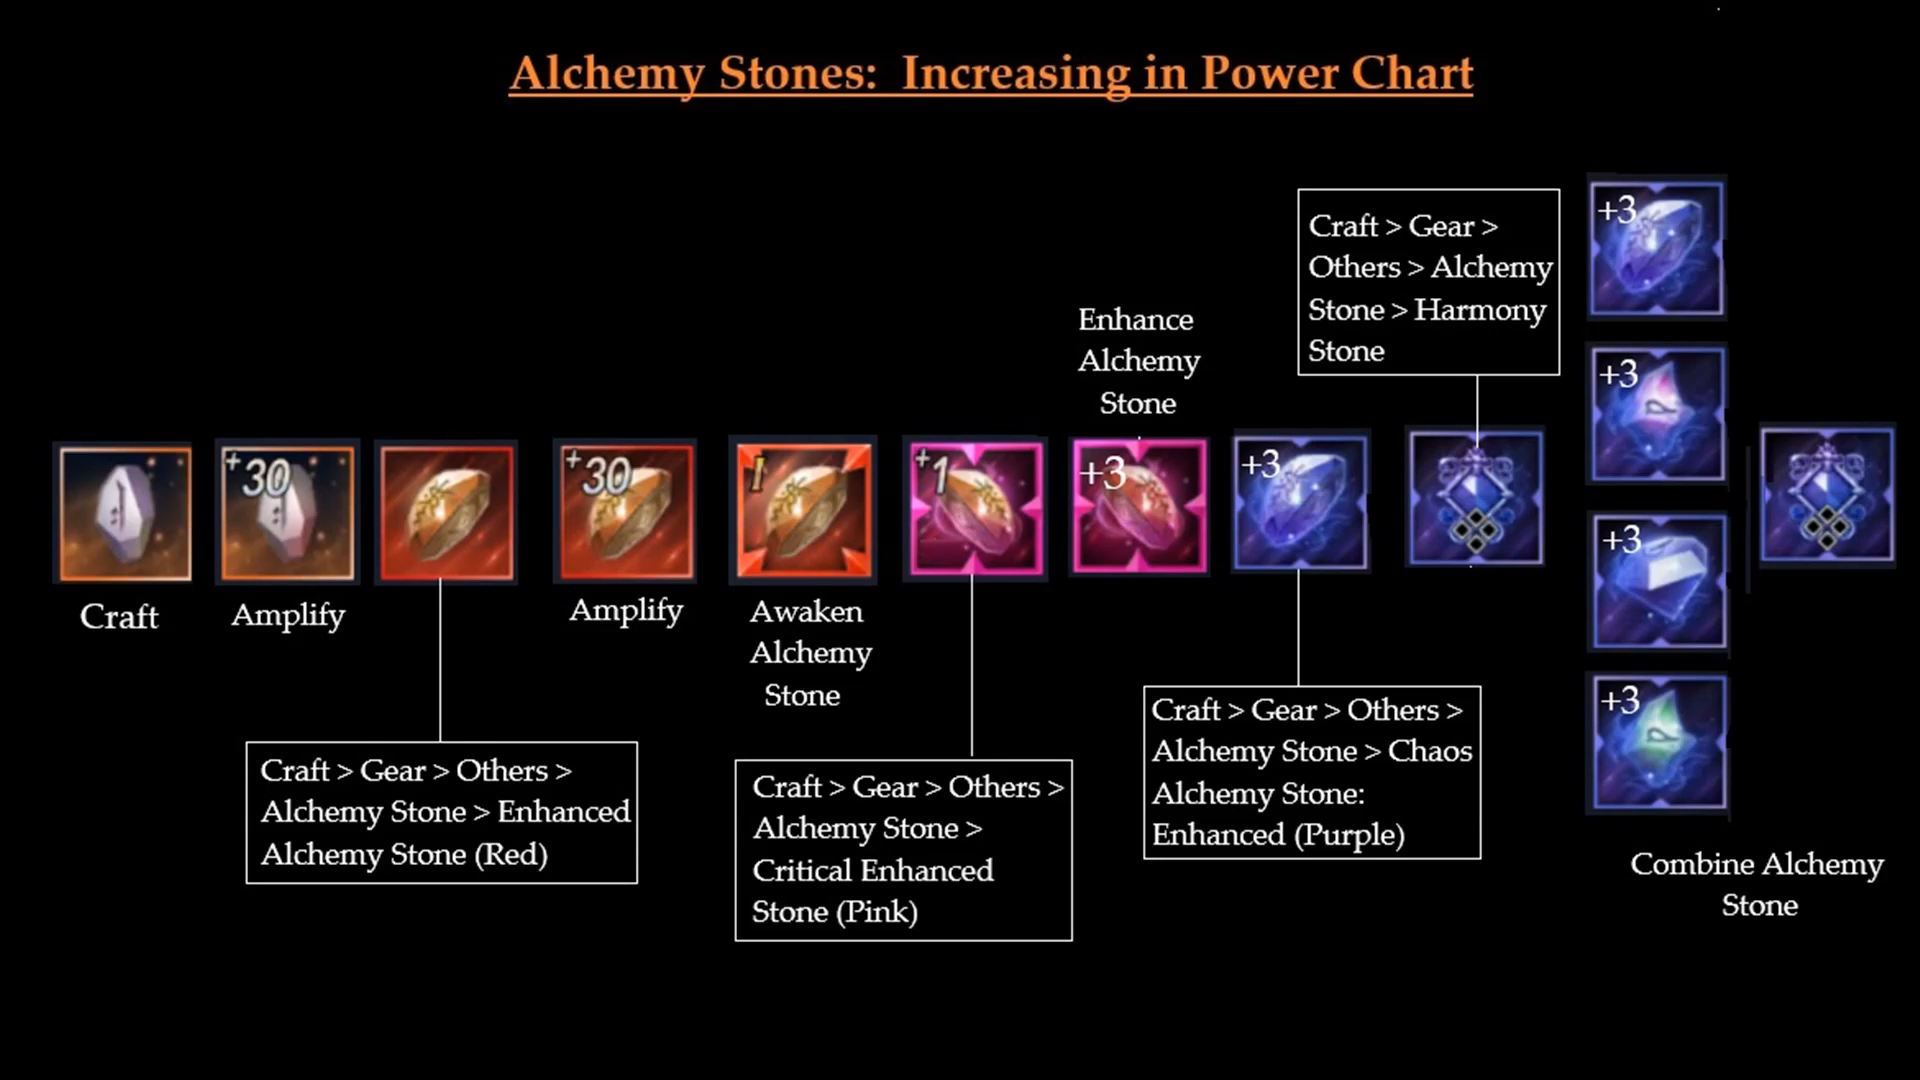 Alchemy Stones:  Increasing in Power Chart
Craft
+30
Amplify
Craft > Gear > Others >
Alchemy Stone > Enhanced
Alchemy Stone (Red)
+30
Amplify
I
Awaken
Alchemy
Stone
+1
Craft > Gear > Others >
Alchemy Stone >
Critical Enhanced
Stone (Pink)
Enhance
Alchemy
Stone
+3
+3
Craft > Gear > Others >
Alchemy Stone > Chaos
Alchemy Stone:
Enhanced (Purple)
Craft > Gear >
Others > Alchemy
Stone > Harmony
Stone
+3
+3
+3
+3
Combine Alchemy
Stone